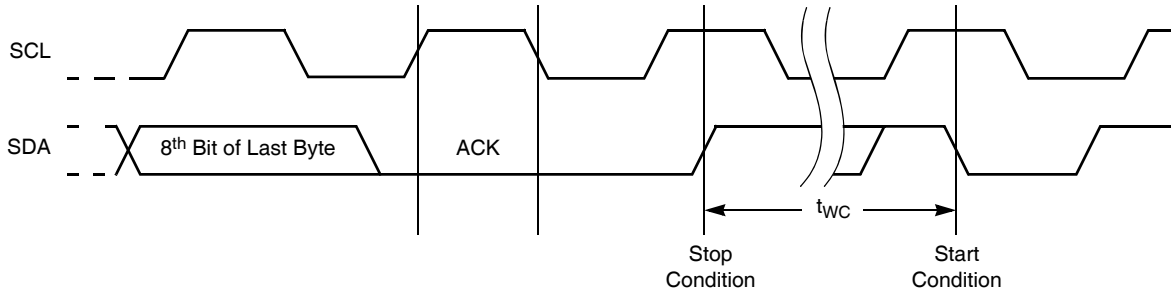 SCL
SDA
8th Bit of Last Byte
ACK
tWC
Stop
Condition
Start
Condition